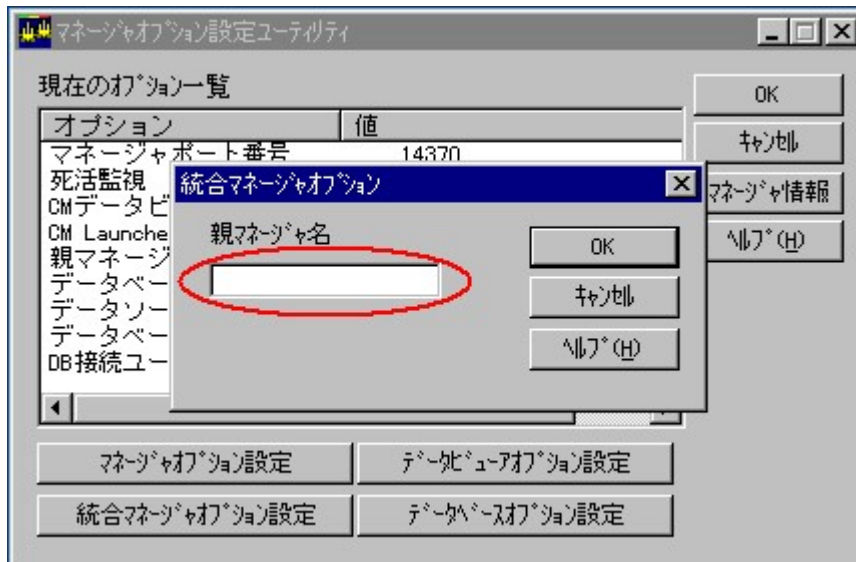 マネージャオプション設定ユーティリティ
現在のオプション一覧
オプション 値
マネージャポート番号 14370
死活監視
CMデータビ
CM Launche
親マネージ
データベー
データソー
データベー
DB接続ユー
OK
キャンセル
マネージャ情報
ヘルプ(H)
統合マネージャオプション
親マネージャ名
OK
キャンセル
ヘルプ(H)
マネージャオプション設定
データビューアオプション設定
統合マネージャオプション設定
データベースオプション設定